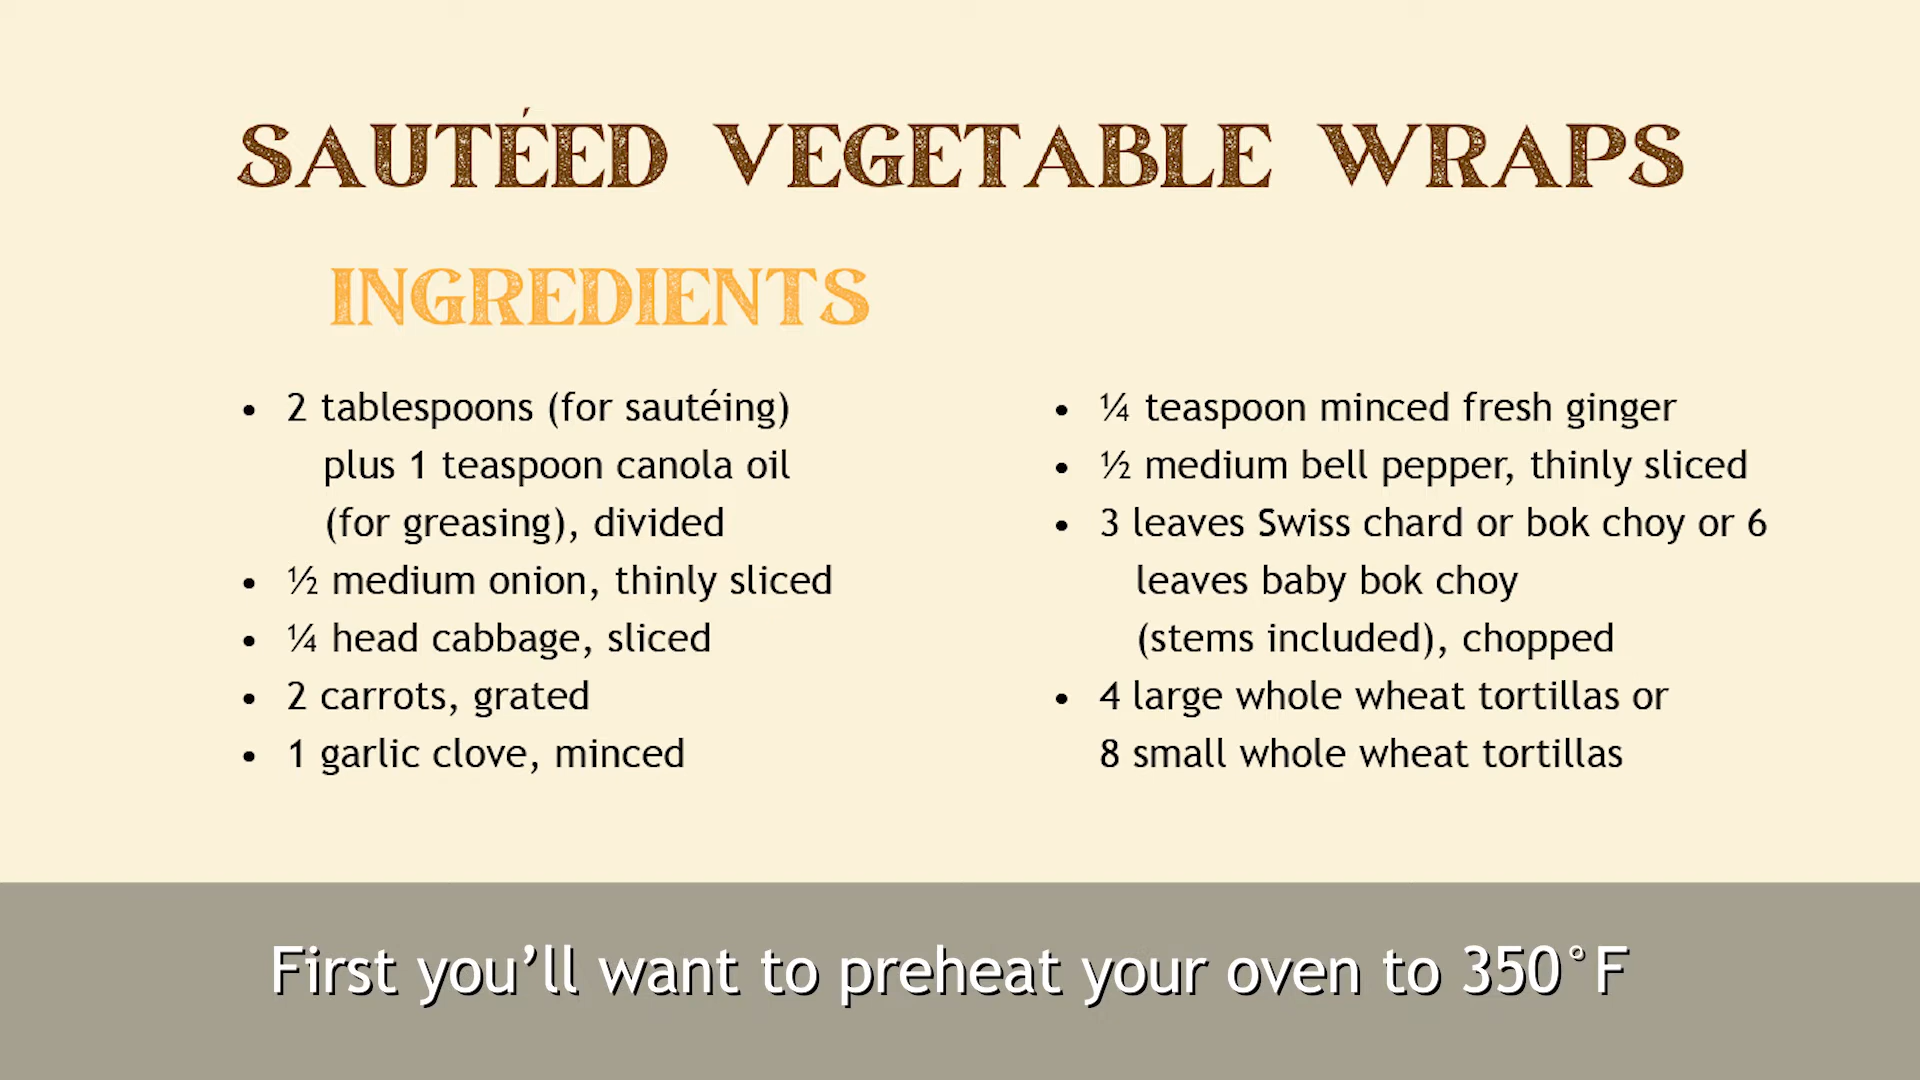 SAUTÉED VEGETABLE WRAPS
INGREDIENTS
• 2 tablespoons (for sautéing)
plus 1 teaspoon canola oil
(for greasing), divided
• ½ medium onion, thinly sliced
• ¼ head cabbage, sliced
• 2 carrots, grated
• 1 garlic clove, minced
• ¼ teaspoon minced fresh ginger
• ½ medium bell pepper, thinly sliced
• 3 leaves Swiss chard or bok choy or 6
leaves baby bok choy
(stems included), chopped
• 4 large whole wheat tortillas or
8 small whole wheat tortillas
First you’ll want to preheat your oven to 350°F